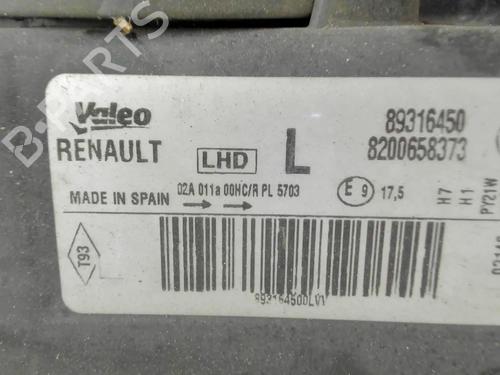 B-PARTS
Valeo
RENAULT
LHD
L
89316450
8200658373
02A 011a 00HC/R PL 5703
MADE IN SPAIN
E 9 17,5
H7
H1
PY21W
T93
89316450DLV1